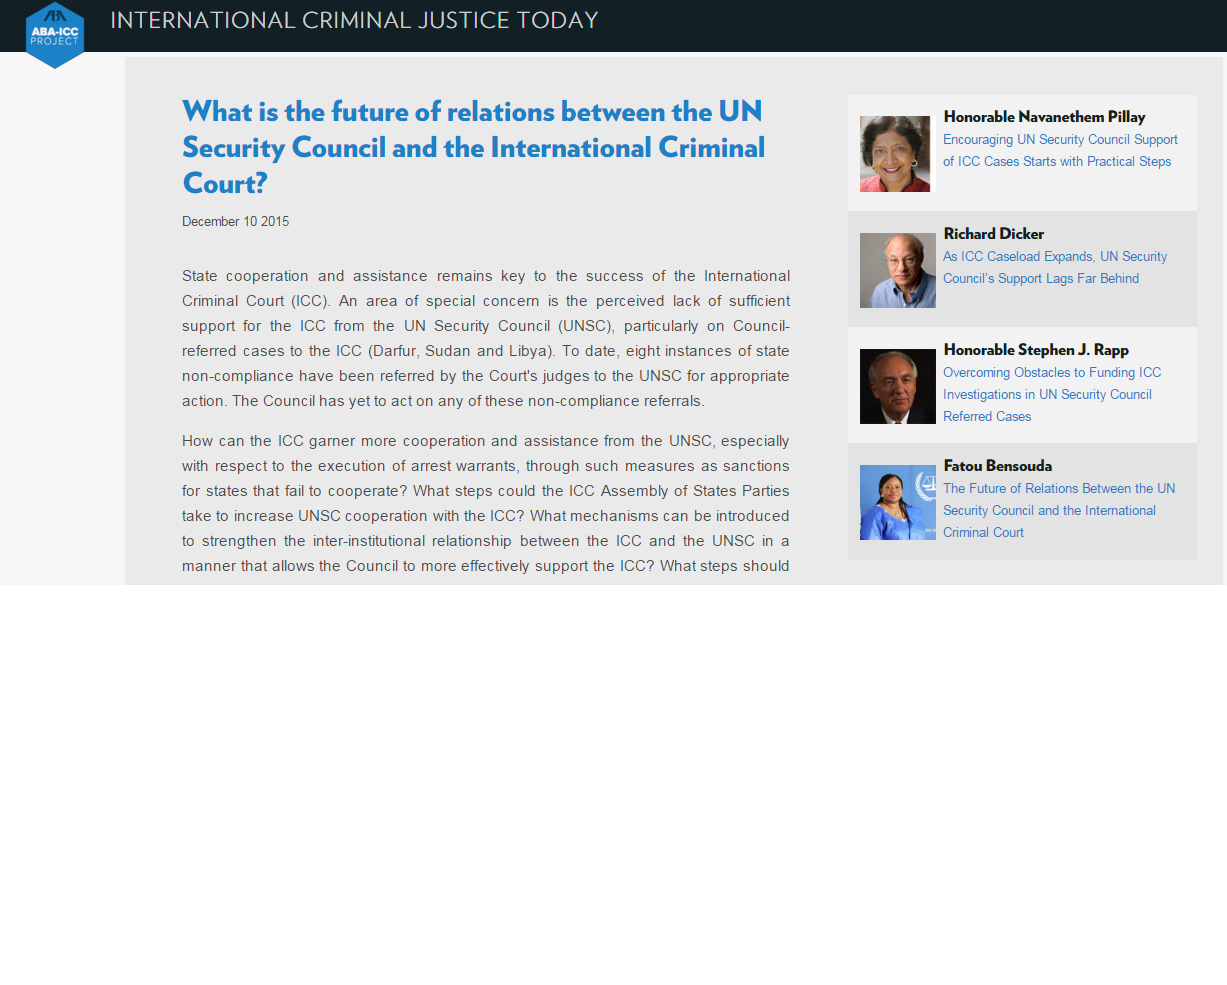 ABA-ICC
PROJECT
INTERNATIONAL CRIMINAL JUSTICE TODAY
What is the future of relations between the UN
Security Council and the International Criminal
Court?
December 10 2015
State cooperation and assistance remains key to the success of the International
Criminal Court (ICC). An area of special concern is the perceived lack of sufficient
support for the ICC from the UN Security Council (UNSC), particularly on Council-
referred cases to the ICC (Darfur, Sudan and Libya). To date, eight instances of state
non-compliance have been referred by the Court's judges to the UNSC for appropriate
action. The Council has yet to act on any of these non-compliance referrals.
How can the ICC garner more cooperation and assistance from the UNSC, especially
with respect to the execution of arrest warrants, through such measures as sanctions
for states that fail to cooperate? What steps could the ICC Assembly of States Parties
take to increase UNSC cooperation with the ICC? What mechanisms can be introduced
to strengthen the inter-institutional relationship between the ICC and the UNSC in a
manner that allows the Council to more effectively support the ICC? What steps should
Honorable Navanethem Pillay
Encouraging UN Security Council Support
of ICC Cases Starts with Practical Steps
Richard Dicker
As ICC Caseload Expands, UN Security
Council's Support Lags Far Behind
Honorable Stephen J. Rapp
Overcoming Obstacles to Funding ICC
Investigations in UN Security Council
Referred Cases
Fatou Bensouda
The Future of Relations Between the UN
Security Council and the International
Criminal Court